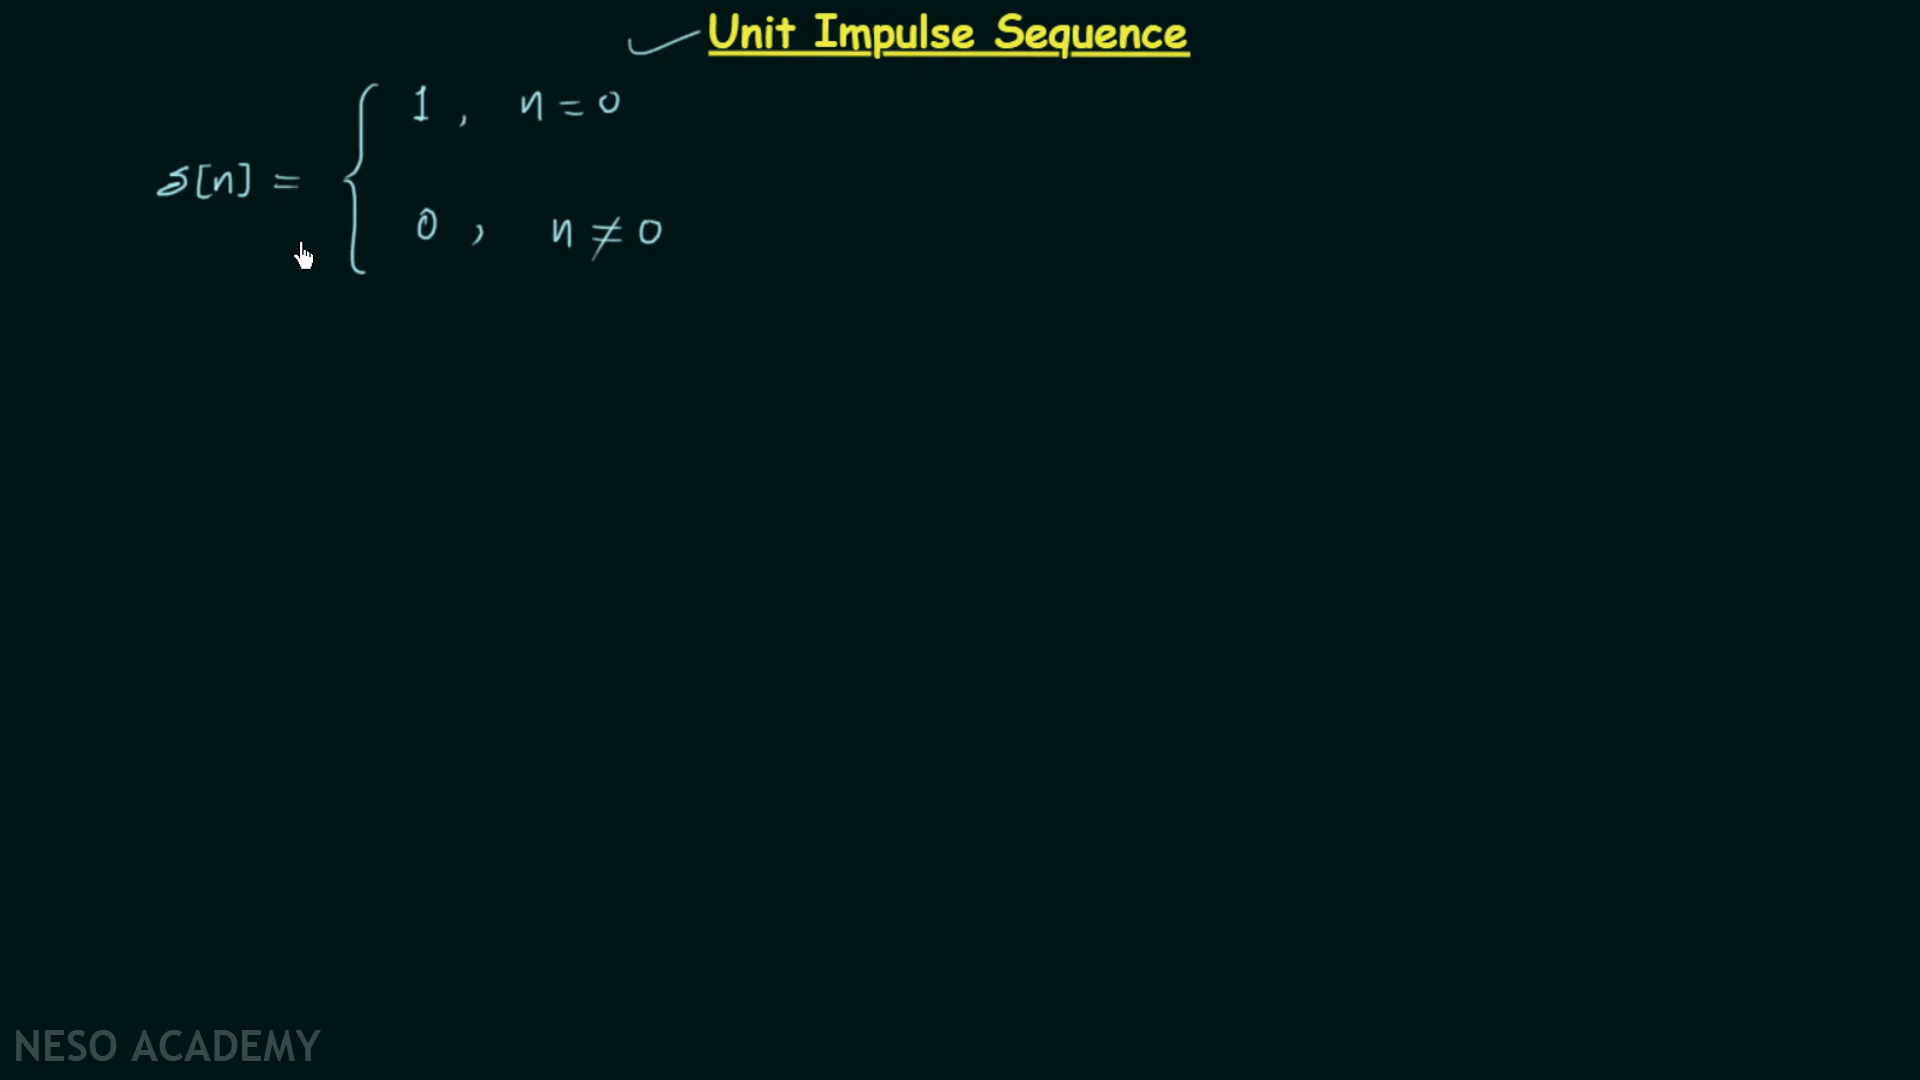 Unit Impulse Sequence
1 , n = 0
δ[n] = {
0 , n ≠ 0
NESO ACADEMY